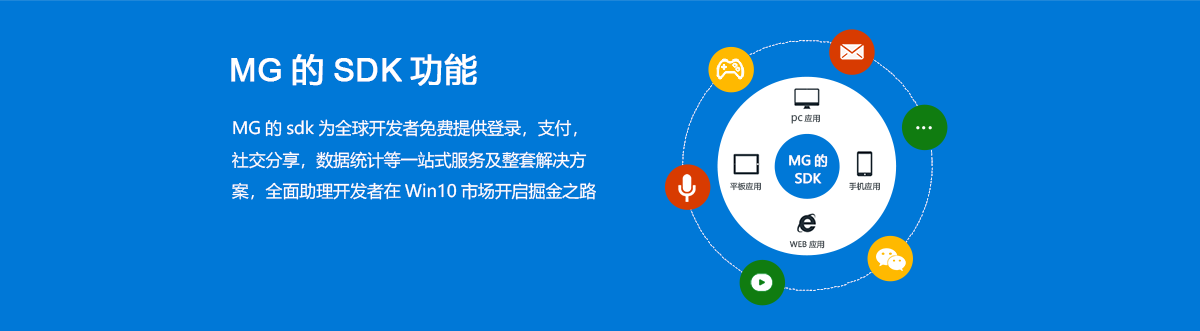 MG 的 SDK 功能
MG 的 sdk 为全球开发者免费提供登录，支付，
社交分享，数据统计等一站式服务及整套解决方
案，全面助理开发者在 Win10 市场开启掘金之路
pc 应用
平板应用
MG 的
SDK
手机应用
WEB 应用